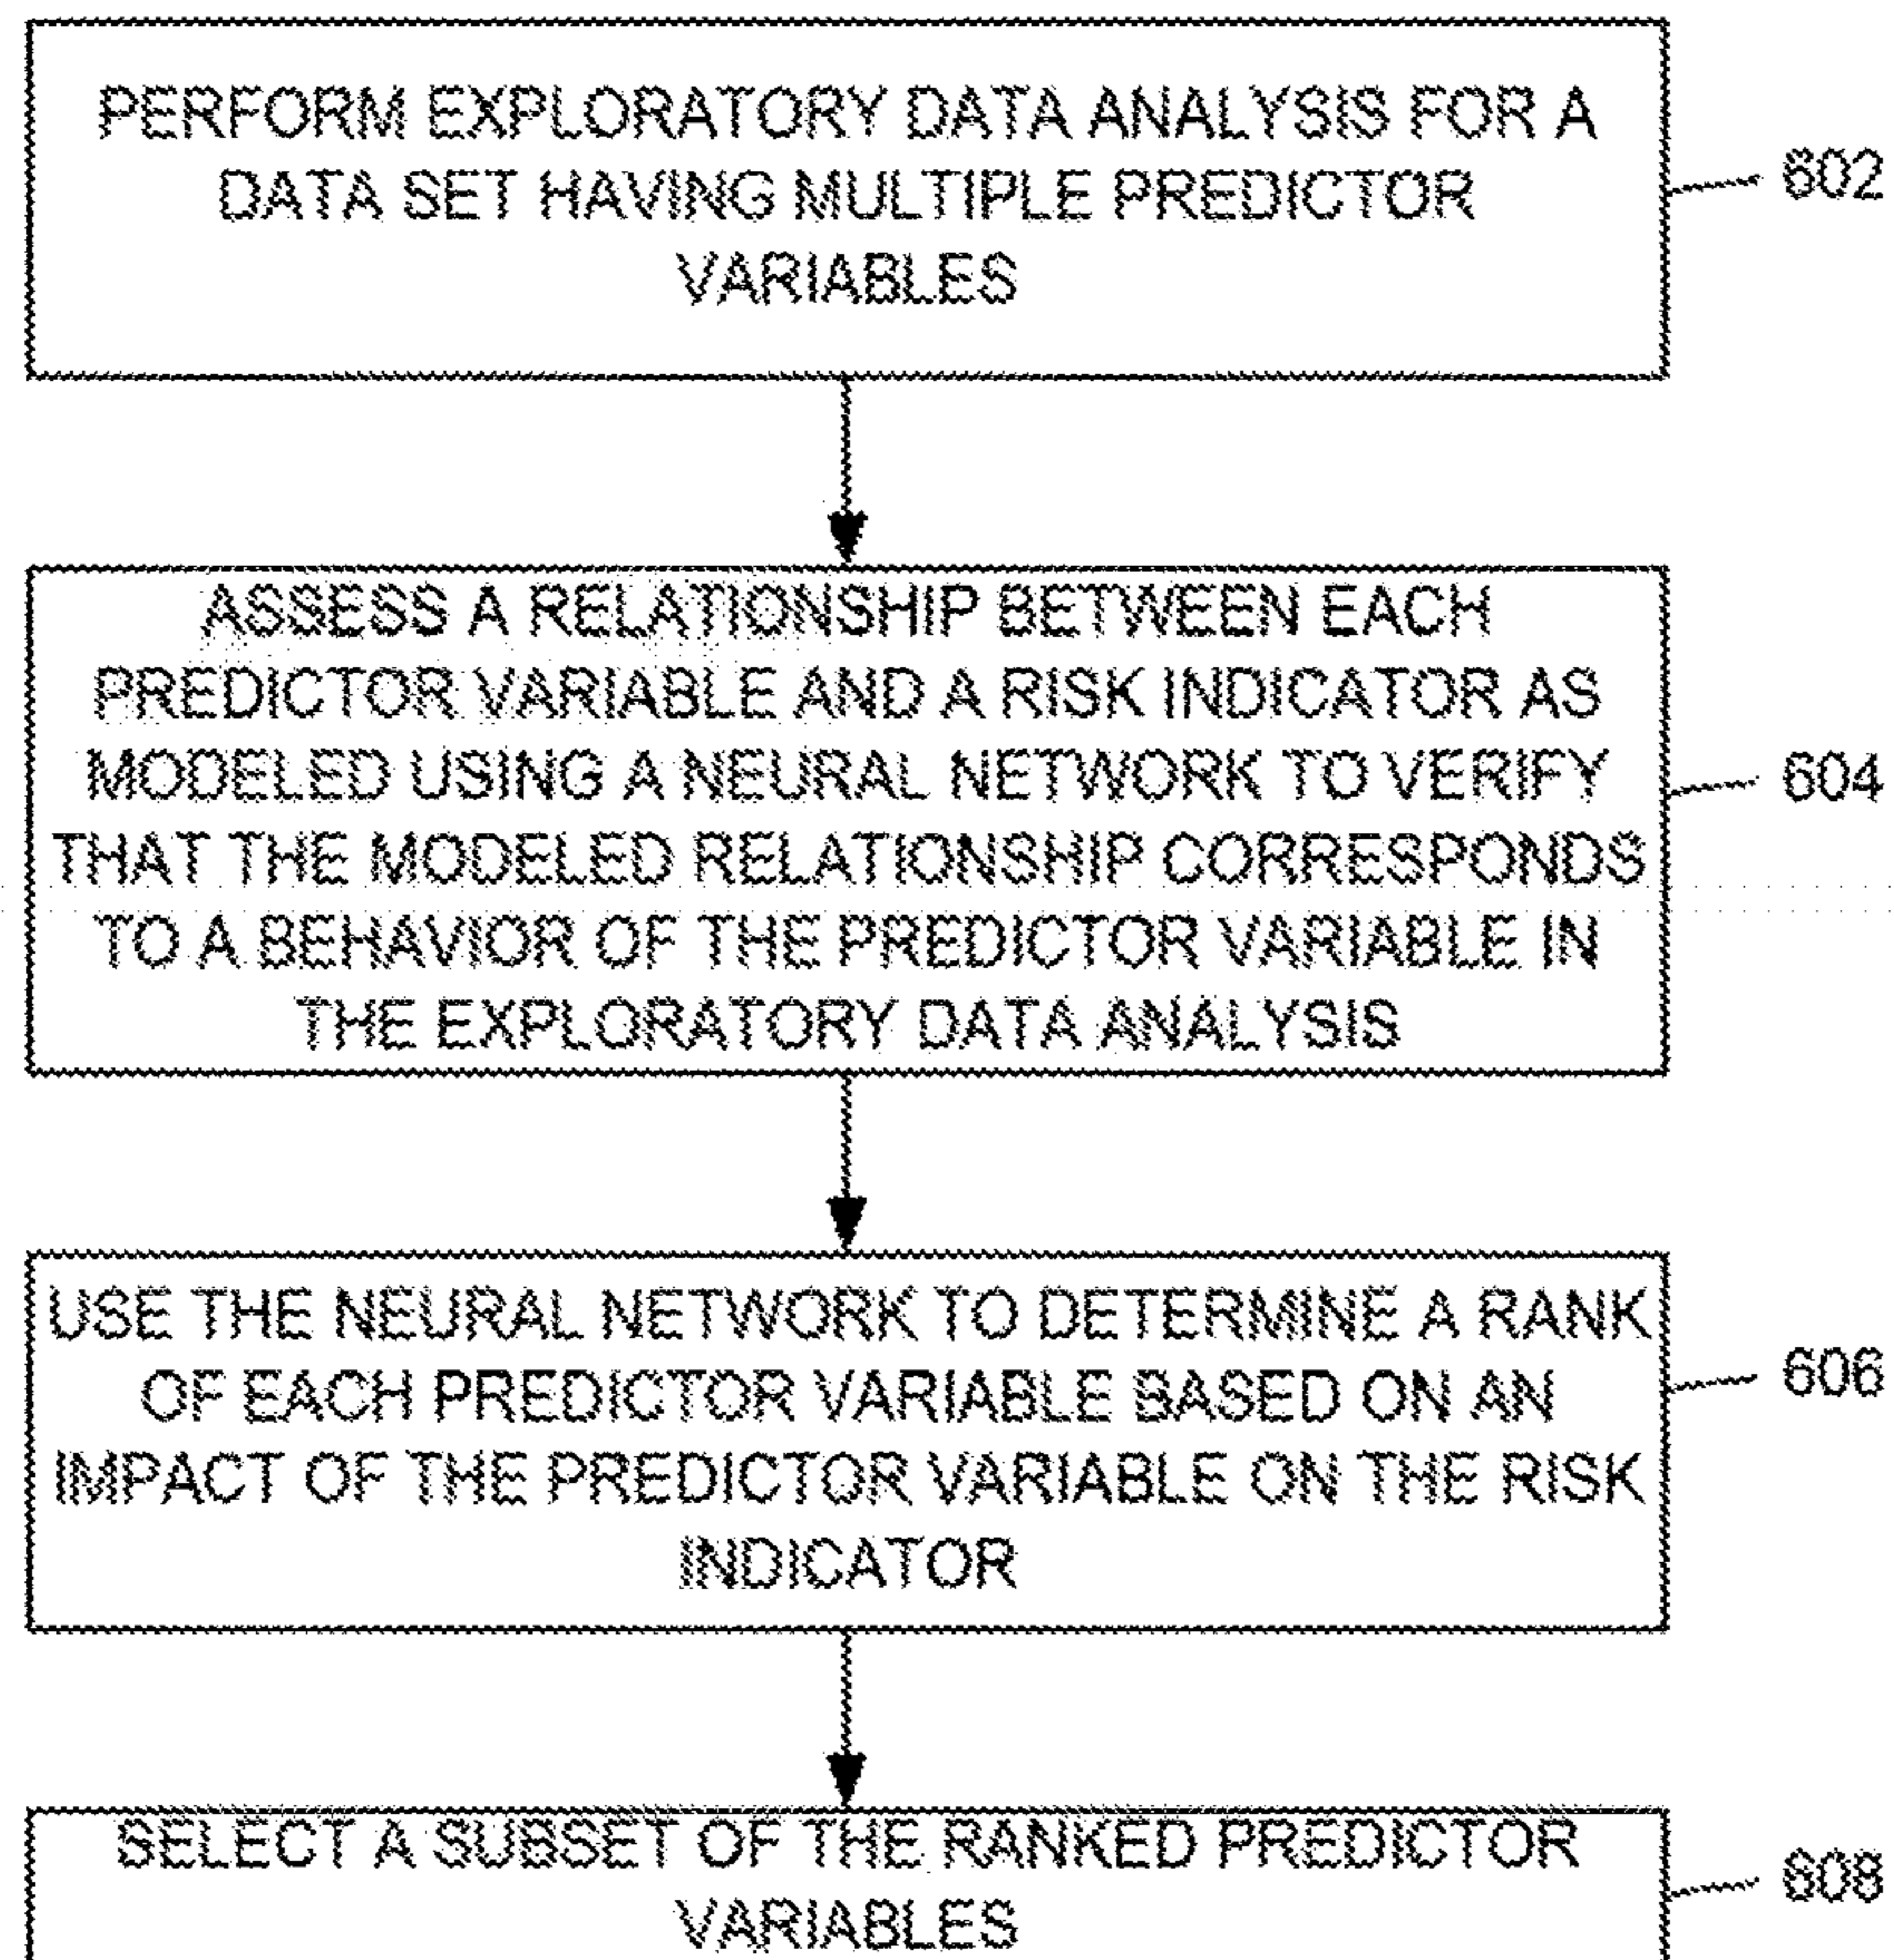 PERFORM EXPLORATORY DATA ANALYSIS FOR A
DATA SET HAVING MULTIPLE PREDICTOR
VARIABLES
602
ASSESS A RELATIONSHIP BETWEEN EACH
PREDICTOR VARIABLE AND A RISK INDICATOR AS
MODELED USING A NEURAL NETWORK TO VERIFY
THAT THE MODELED RELATIONSHIP CORRESPONDS
TO A BEHAVIOR OF THE PREDICTOR VARIABLE IN
THE EXPLORATORY DATA ANALYSIS
604
USE THE NEURAL NETWORK TO DETERMINE A RANK
OF EACH PREDICTOR VARIABLE BASED ON AN
IMPACT OF THE PREDICTOR VARIABLE ON THE RISK
INDICATOR
606
SELECT A SUBSET OF THE RANKED PREDICTOR
VARIABLES
608